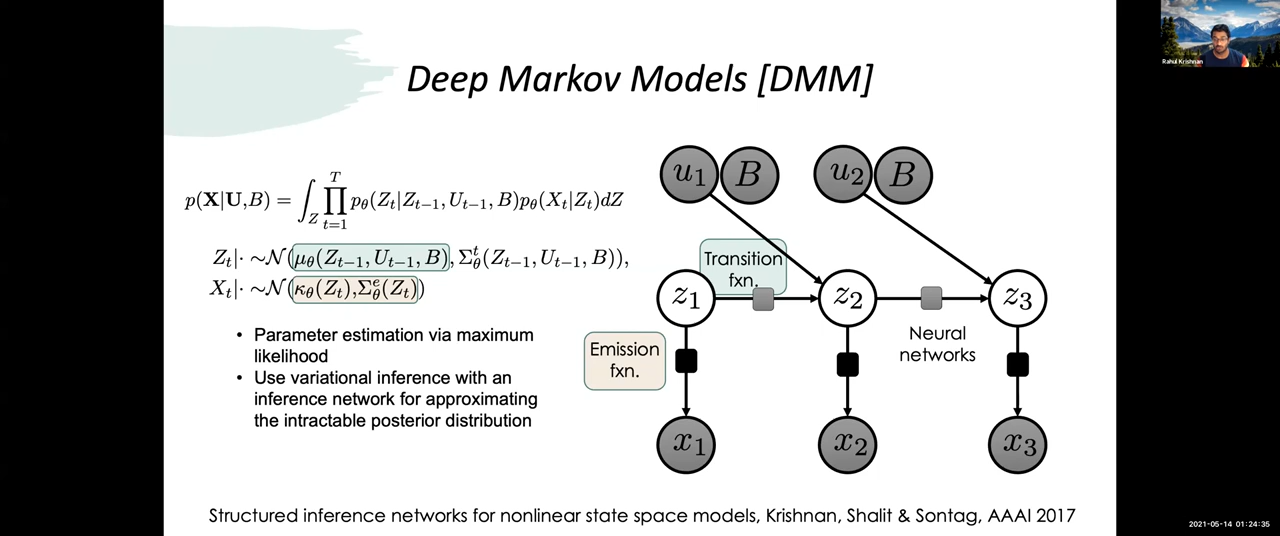 Deep Markov Models [DMM]
Rahul Krishnan
p(X|U,B) = ∫_Z ∏_{t=1}^{T} p_θ(Z_t|Z_{t−1}, U_{t−1}, B)p_θ(X_t|Z_t)dZ
Z_t|· ∼N(μ_θ(Z_{t−1}, U_{t−1}, B), Σ_θ^t(Z_{t−1}, U_{t−1}, B)),
X_t|· ∼N(κ_θ(Z_t),Σ_θ^e(Z_t))
• Parameter estimation via maximum
likelihood
• Use variational inference with an
inference network for approximating
the intractable posterior distribution
u_1 B u_2 B
Transition
fxn.
z_1 z_2 z_3
Emission
fxn.
Neural
networks
x_1 x_2 x_3
Structured inference networks for nonlinear state space models, Krishnan, Shalit & Sontag, AAAI 2017
2021-05-14 01:24:35